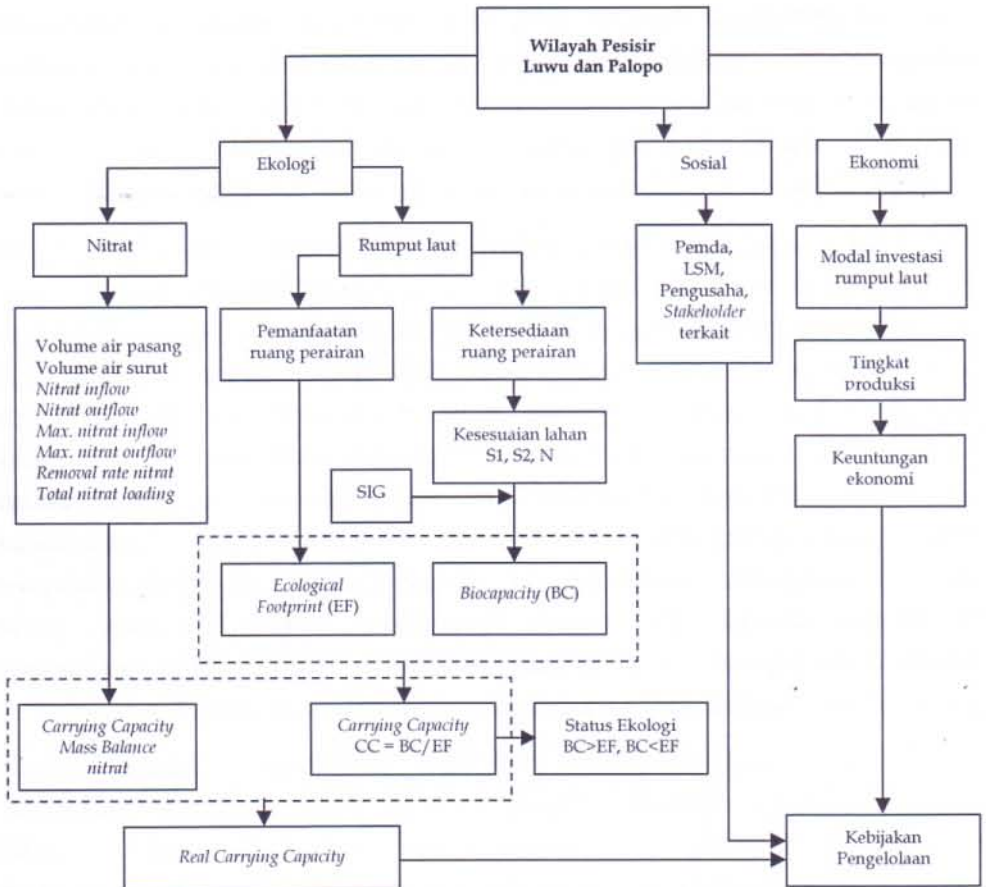 Wilayah Pesisir
Luwu dan Palopo
Ekologi
Sosial
Ekonomi
Nitrat
Rumput laut
Pemda,
LSM,
Pengusaha,
Stakeholder
terkait
Modal investasi
rumput laut
Volume air pasang
Volume air surut
Nitrat inflow
Nitrat outflow
Max. nitrat inflow
Max. nitrat outflow
Removal rate nitrat
Total nitrat loading
Pemanfaatan
ruang perairan
Ketersediaan
ruang perairan
Tingkat
produksi
Kesesuaian lahan
S1, S2, N
Keuntungan
ekonomi
SIG
Ecological
Footprint (EF)
Biocapacity (BC)
Carrying Capacity
Mass Balance
nitrat
Carrying Capacity
CC = BC/EF
Status Ekologi
BC>EF, BC<EF
Real Carrying Capacity
Kebijakan
Pengelolaan